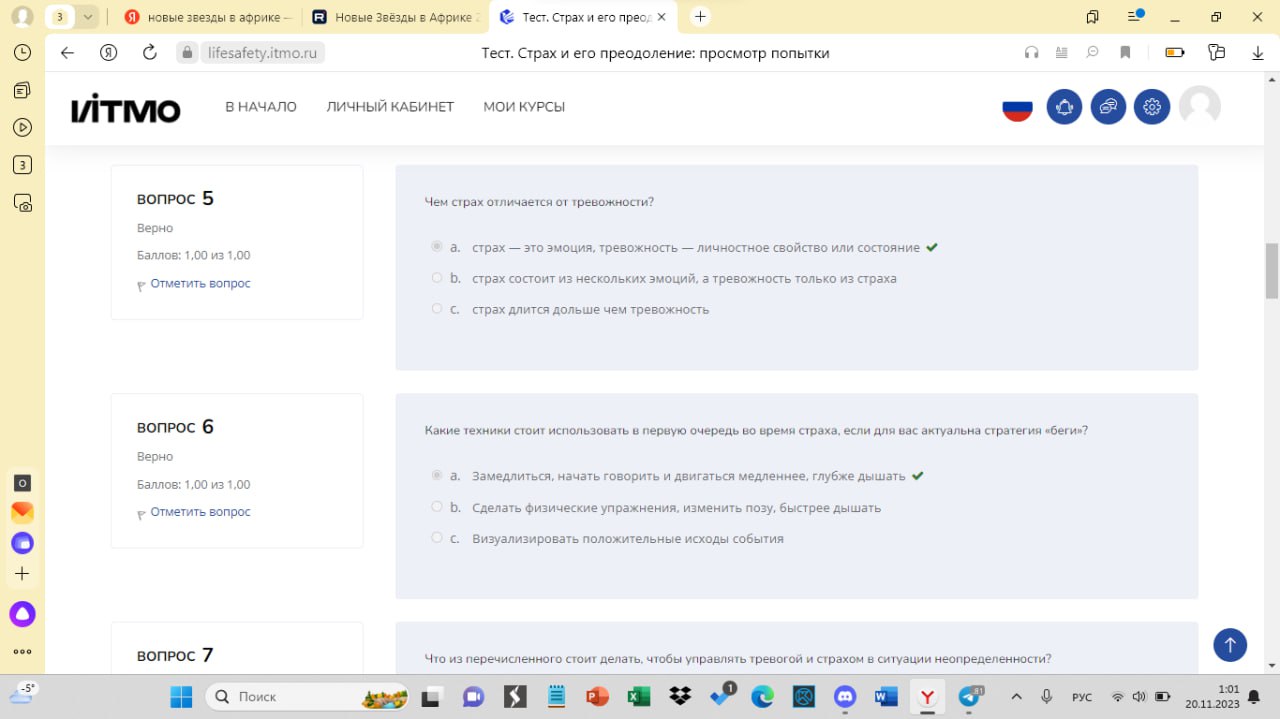 3
новые звезды в африке —
Новые Звёзды в Африке 2
Тест. Страх и его преод
lifesafety.itmo.ru
Тест. Страх и его преодоление: просмотр попытки
ИТМО
В НАЧАЛО
ЛИЧНЫЙ КАБИНЕТ
МОИ КУРСЫ
3
ВОПРОС 5
Верно
Баллов: 1,00 из 1,00
Отметить вопрос
Чем страх отличается от тревожности?
a. страх — это эмоция, тревожность — личностное свойство или состояние
b. страх состоит из нескольких эмоций, а тревожность только из страха
c. страх длится дольше чем тревожность
ВОПРОС 6
Верно
Баллов: 1,00 из 1,00
Отметить вопрос
Какие техники стоит использовать в первую очередь во время страха, если для вас актуальна стратегия «беги»?
a. Замедлиться, начать говорить и двигаться медленнее, глубже дышать
b. Сделать физические упражнения, изменить позу, быстрее дышать
c. Визуализировать положительные исходы события
ВОПРОС 7
Что из перечисленного стоит делать, чтобы управлять тревогой и страхом в ситуации неопределенности?
-5°
Поиск
1
81
РУС
1:01
20.11.2023